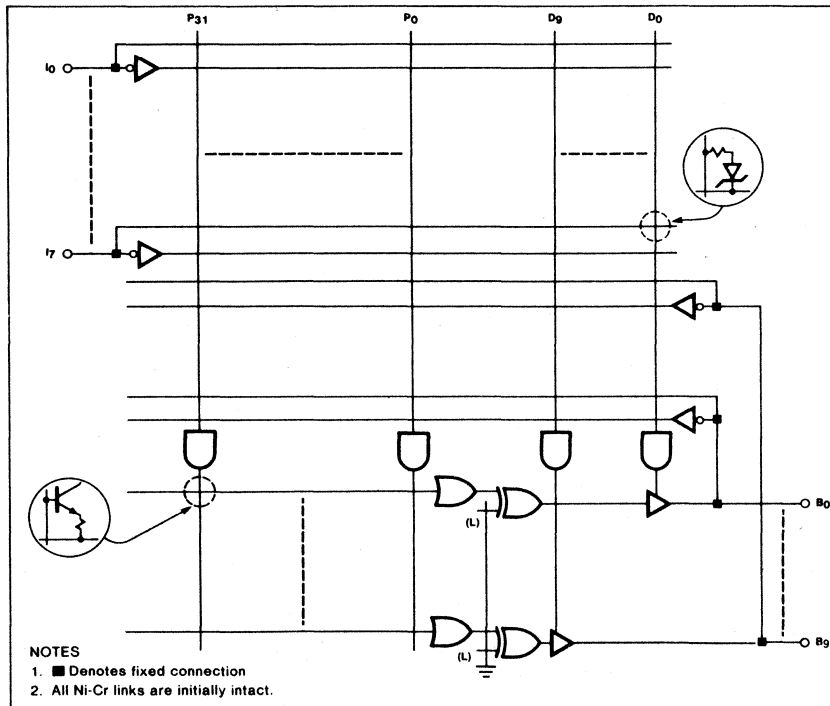 P31 P0 D9 D0
I0
I7
(L)
B0
(L)
B9
NOTES
1. ■ Denotes fixed connection
2. All Ni-Cr links are initially intact.